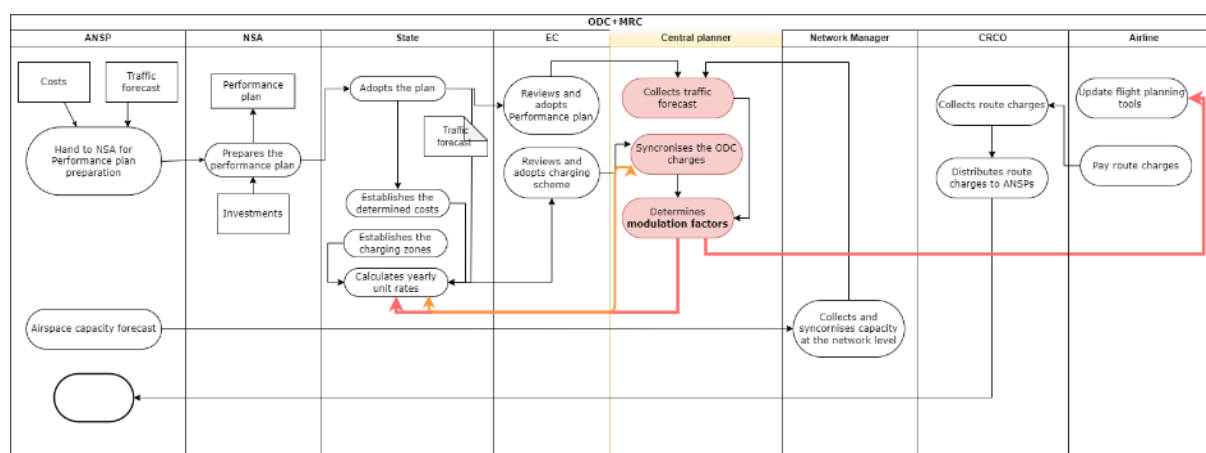 ODC+MRC
ANSP
NSA
State
EC
Central planner
Network Manager
CRCO
Airline
Costs
Traffic
forecast
Hand to NSA for
Performance plan
preparation
Airspace capacity forecast
Performance
plan
Prepares the
performance plan
Investments
Adopts the plan
Traffic
forecast
Establishes the
determined costs
Establishes the
charging zones
Calculates yearly
unit rates
Reviews and
adopts
Performance plan
Reviews and
adopts charging
scheme
Collects traffic
forecast
Syncronises the ODC
charges
Determines
modulation factors
Collects and
syncornises capacity
at the network level
Collects route charges
Distributes route
charges to ANSPs
Update flight planning
tools
Pay route charges